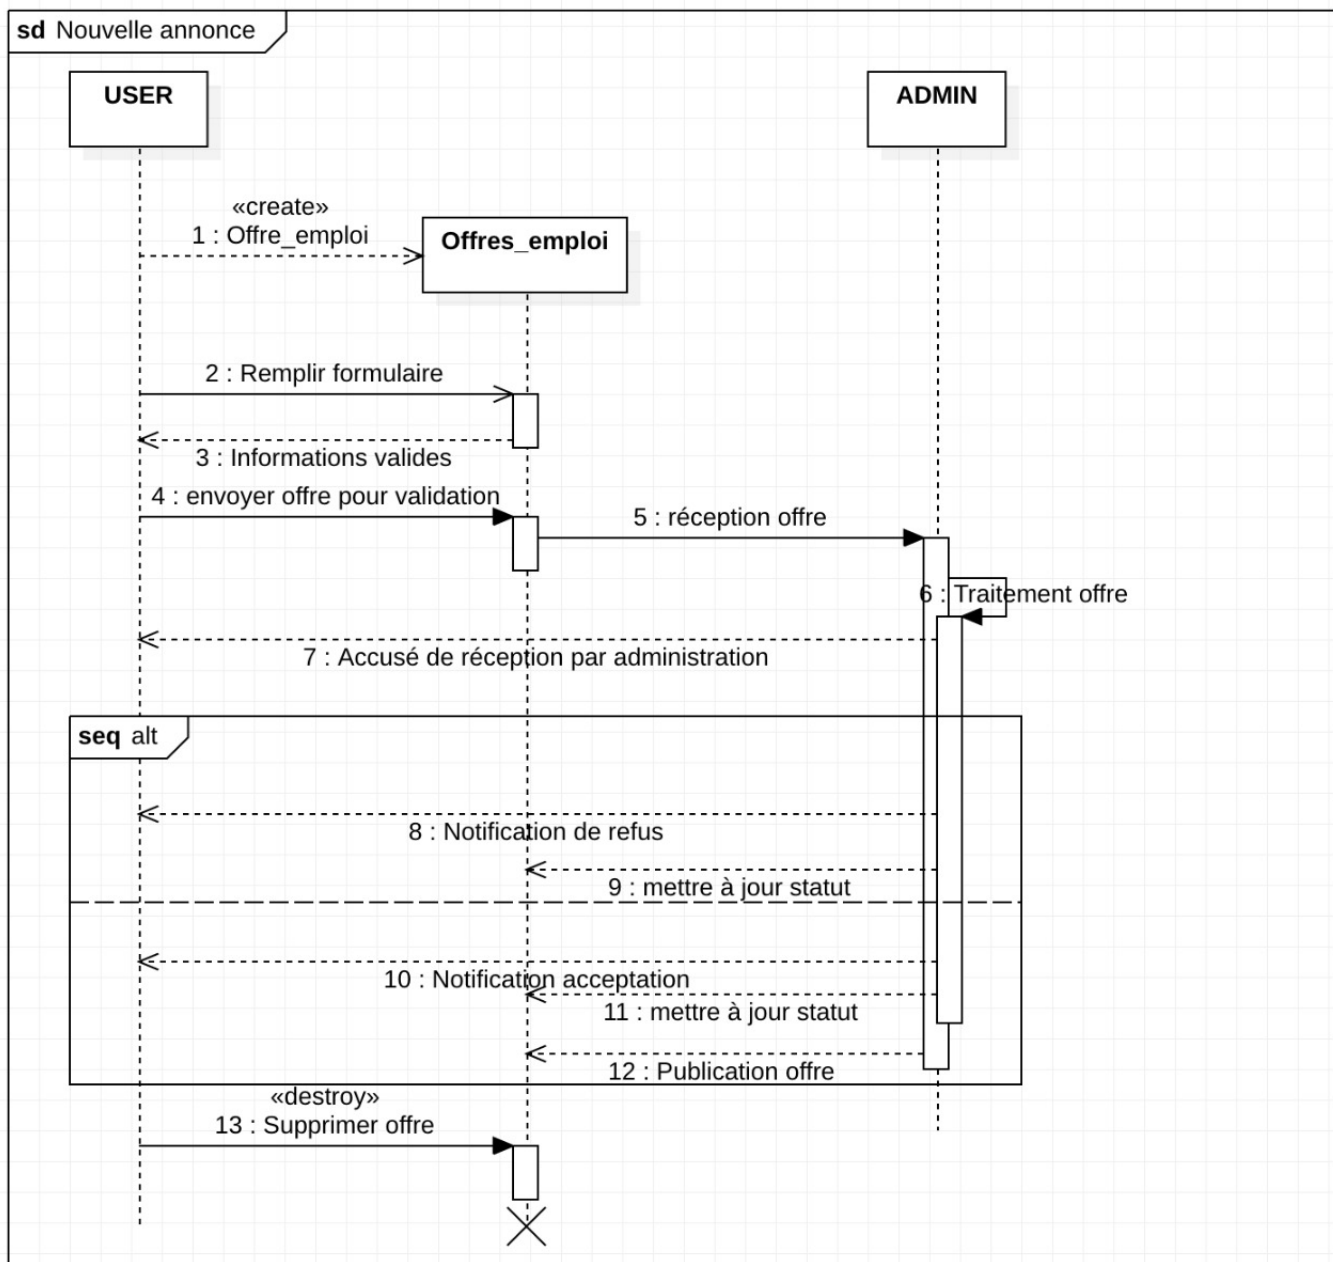 sd Nouvelle annonce
USER
ADMIN
«create»
1 : Offre_emploi
Offres_emploi
2 : Remplir formulaire
3 : Informations valides
4 : envoyer offre pour validation
5 : réception offre
6 : Traitement offre
7 : Accusé de réception par administration
seq alt
8 : Notification de refus
9 : mettre à jour statut
10 : Notification acceptation
11 : mettre à jour statut
12 : Publication offre
«destroy»
13 : Supprimer offre